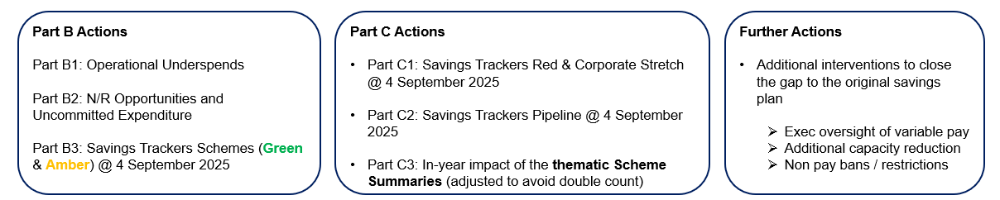 Part B Actions
Part B1: Operational Underspends
Part B2: N/R Opportunities and
Uncommitted Expenditure
Part B3: Savings Trackers Schemes (Green
& Amber) @ 4 September 2025
Part C Actions
• Part C1: Savings Trackers Red & Corporate Stretch
@ 4 September 2025
• Part C2: Savings Trackers Pipeline @ 4 September
2025
• Part C3: In-year impact of the thematic Scheme
Summaries (adjusted to avoid double count)
Further Actions
• Additional interventions to close
the gap to the original savings
plan
➢ Exec oversight of variable pay
➢ Additional capacity reduction
➢ Non pay bans / restrictions